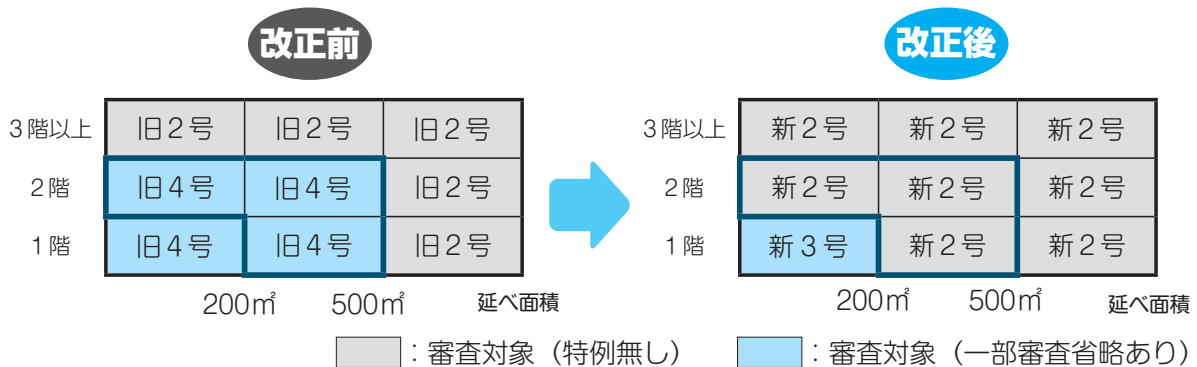 改正前
改正後
3階以上 旧2号 旧2号 旧2号
2階 旧4号 旧4号 旧2号
1階 旧4号 旧4号 旧2号
200㎡ 500㎡ 延べ面積
3階以上 新2号 新2号 新2号
2階 新2号 新2号 新2号
1階 新3号 新2号 新2号
200㎡ 500㎡ 延べ面積
:審査対象(特例無し)
:審査対象(一部審査省略あり)